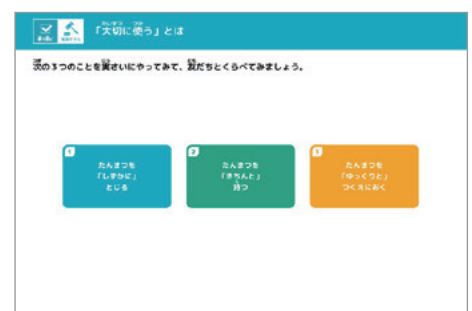 「大切に使う」とは
次の3つのことを実さいにやってみて、友だちとくらべてみましょう。
1
たんまつを
「しずかに」
とじる
2
たんまつを
「きちんと」
持つ
3
たんまつを
「ゆっくりと」
つくえにおく